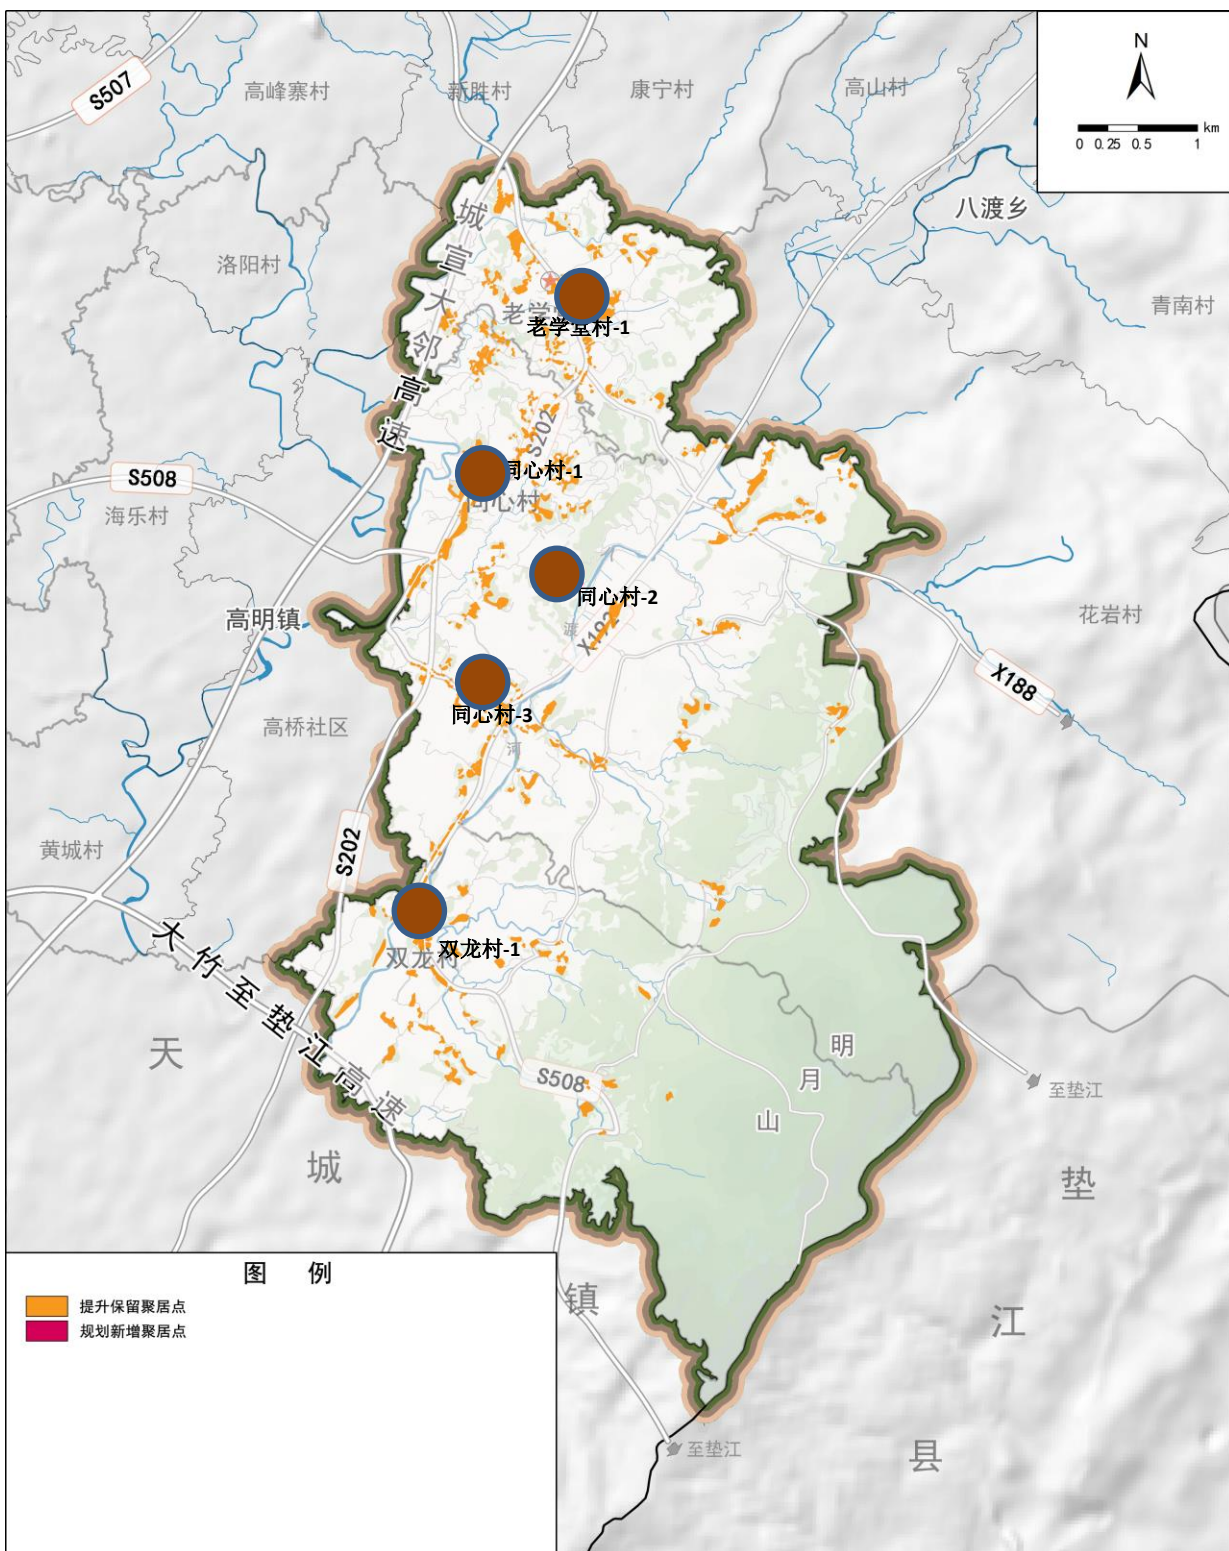 N
km
0 0.25 0.5 1
S507
高峰寨村
新胜村
康宁村
高山村
八渡乡
青南村
洛阳村
城宣大邻高速
老学
老学堂村-1
S202
S508
海乐村
同心村-1
同心村
同心村-2
高明镇
渡
X192
花岩村
X188
同心村-3
高桥社区
河
S202
黄城村
大竹至垫江高速
双龙村-1
双龙村
天
城
镇
S508
明
月
山
至垫江
垫
江
县
至垫江
图 例
提升保留聚居点
规划新增聚居点